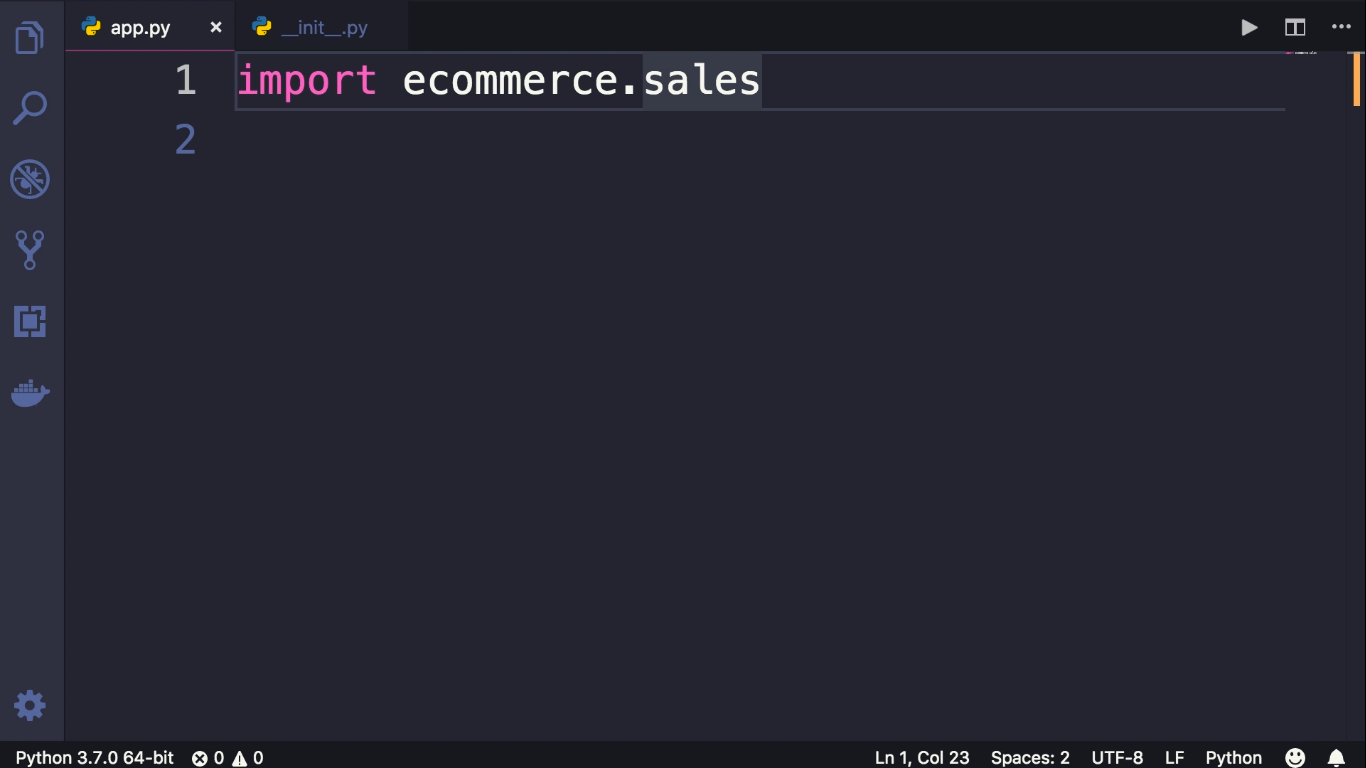 app.py
__init__.py
1 import ecommerce.sales
2
Python 3.7.0 64-bit 0 0 Ln 1, Col 23 Spaces: 2 UTF-8 LF Python